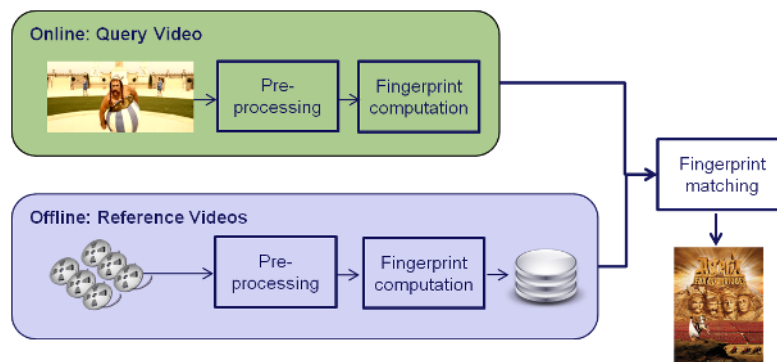 Online: Query Video
Pre-
processing
Fingerprint
computation
Fingerprint
matching
Offline: Reference Videos
Pre-
processing
Fingerprint
computation